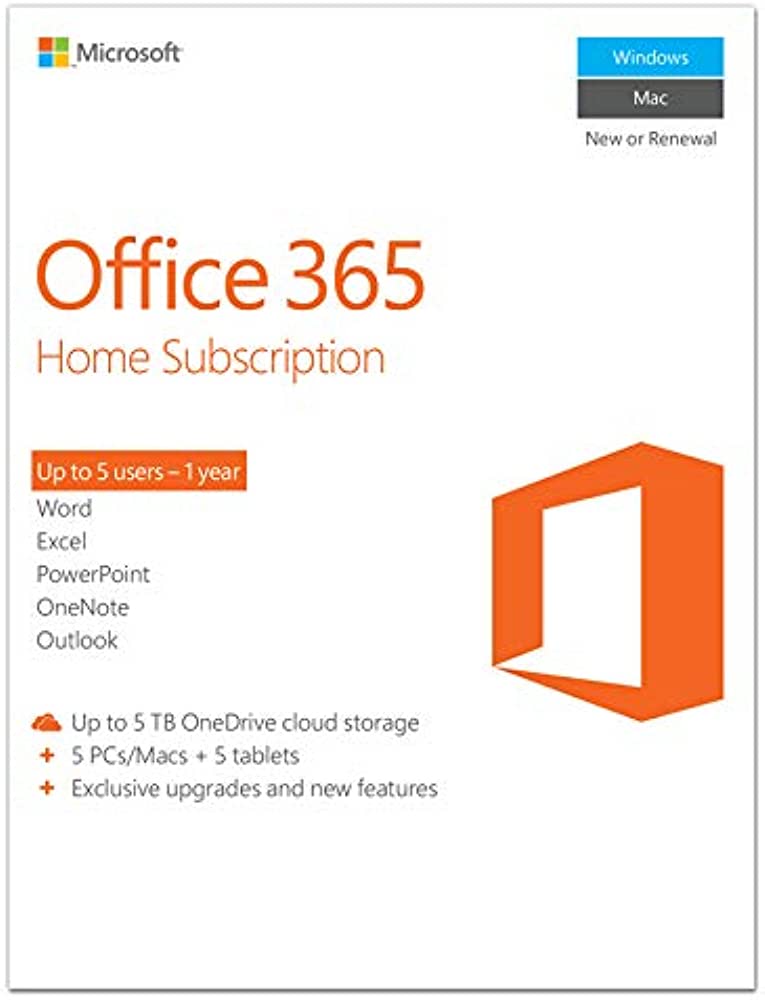 Microsoft
Windows
Mac
New or Renewal
Office 365
Home Subscription
Up to 5 users – 1 year
Word
Excel
PowerPoint
OneNote
Outlook
Up to 5 TB OneDrive cloud storage
+ 5 PCs/Macs + 5 tablets
+ Exclusive upgrades and new features